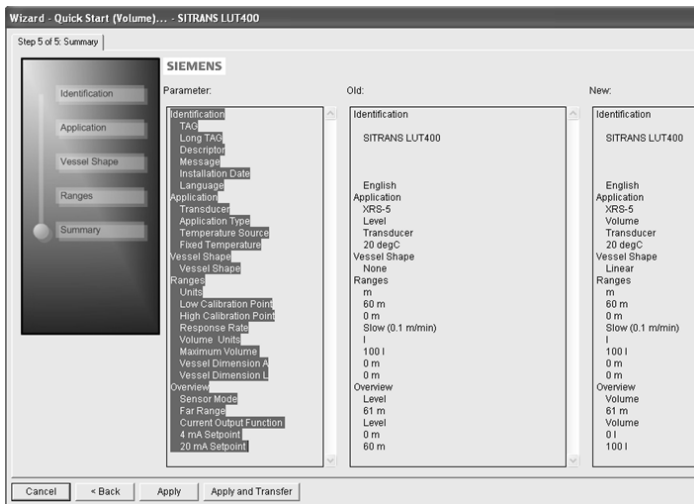 Wizard - Quick Start (Volume)... - SITRANS LUT400
Step 5 of 5: Summary
Identification
Application
Vessel Shape
Ranges
Summary
SIEMENS
Parameter:
Identification
TAG
Long TAG
Descriptor
Message
Installation Date
Language
Application
Transducer
Application Type
Temperature Source
Fixed Temperature
Vessel Shape
Vessel Shape
Ranges
Units
Low Calibration Point
High Calibration Point
Response Rate
Volume Units
Maximum Volume
Vessel Dimension A
Vessel Dimension L
Overview
Sensor Mode
Far Range
Current Output Function
4 mA Setpoint
20 mA Setpoint
Old:
Identification
SITRANS LUT400
English
Application
XRS-5
Level
Transducer
20 degC
Vessel Shape
None
Ranges
m
60 m
0 m
Slow (0.1 m/min)
l
100 l
0 m
0 m
Overview
Level
61 m
Level
0 m
60 m
New:
Identification
SITRANS LUT400
English
Application
XRS-5
Volume
Transducer
20 degC
Vessel Shape
Linear
Ranges
m
60 m
0 m
Slow (0.1 m/min)
l
100 l
0 m
0 m
Overview
Volume
61 m
Volume
0 l
100 l
Cancel
< Back
Apply
Apply and Transfer